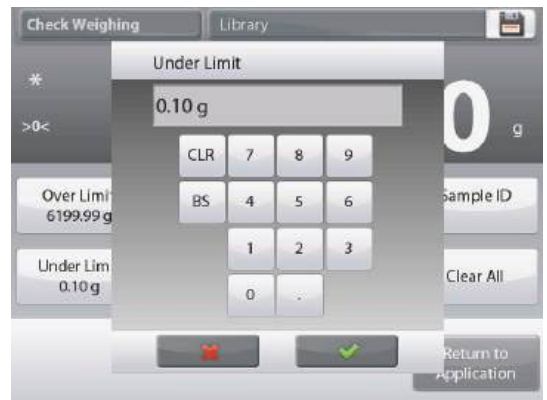 Check Weighing
Library
Under Limit
0.10 g
*
>0<
0
g
CLR
7
8
9
BS
4
5
6
1
2
3
0
.
Over Limi
6199.99 g
Sample ID
Under Lim
0.10 g
Clear All
Return to
Application